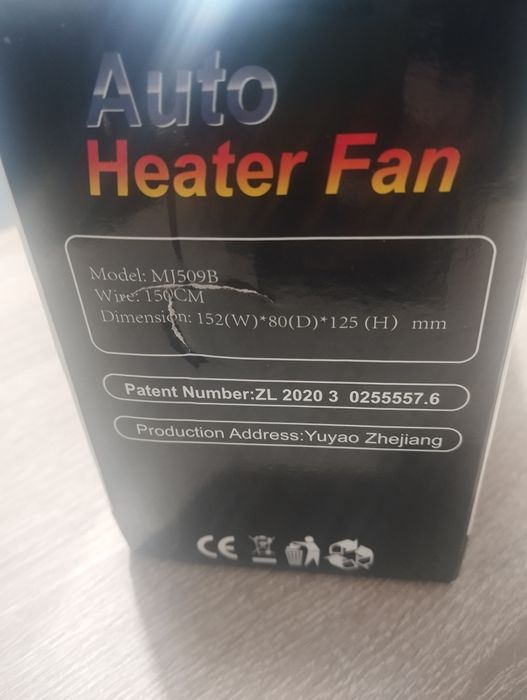 Auto
Heater Fan
Model: MJ509B
Wire: 150CM
Dimension: 152(W)*80(D)*125 (H) mm
Patent Number:ZL 2020 3 0255557.6
Production Address:Yuyao Zhejiang
CE